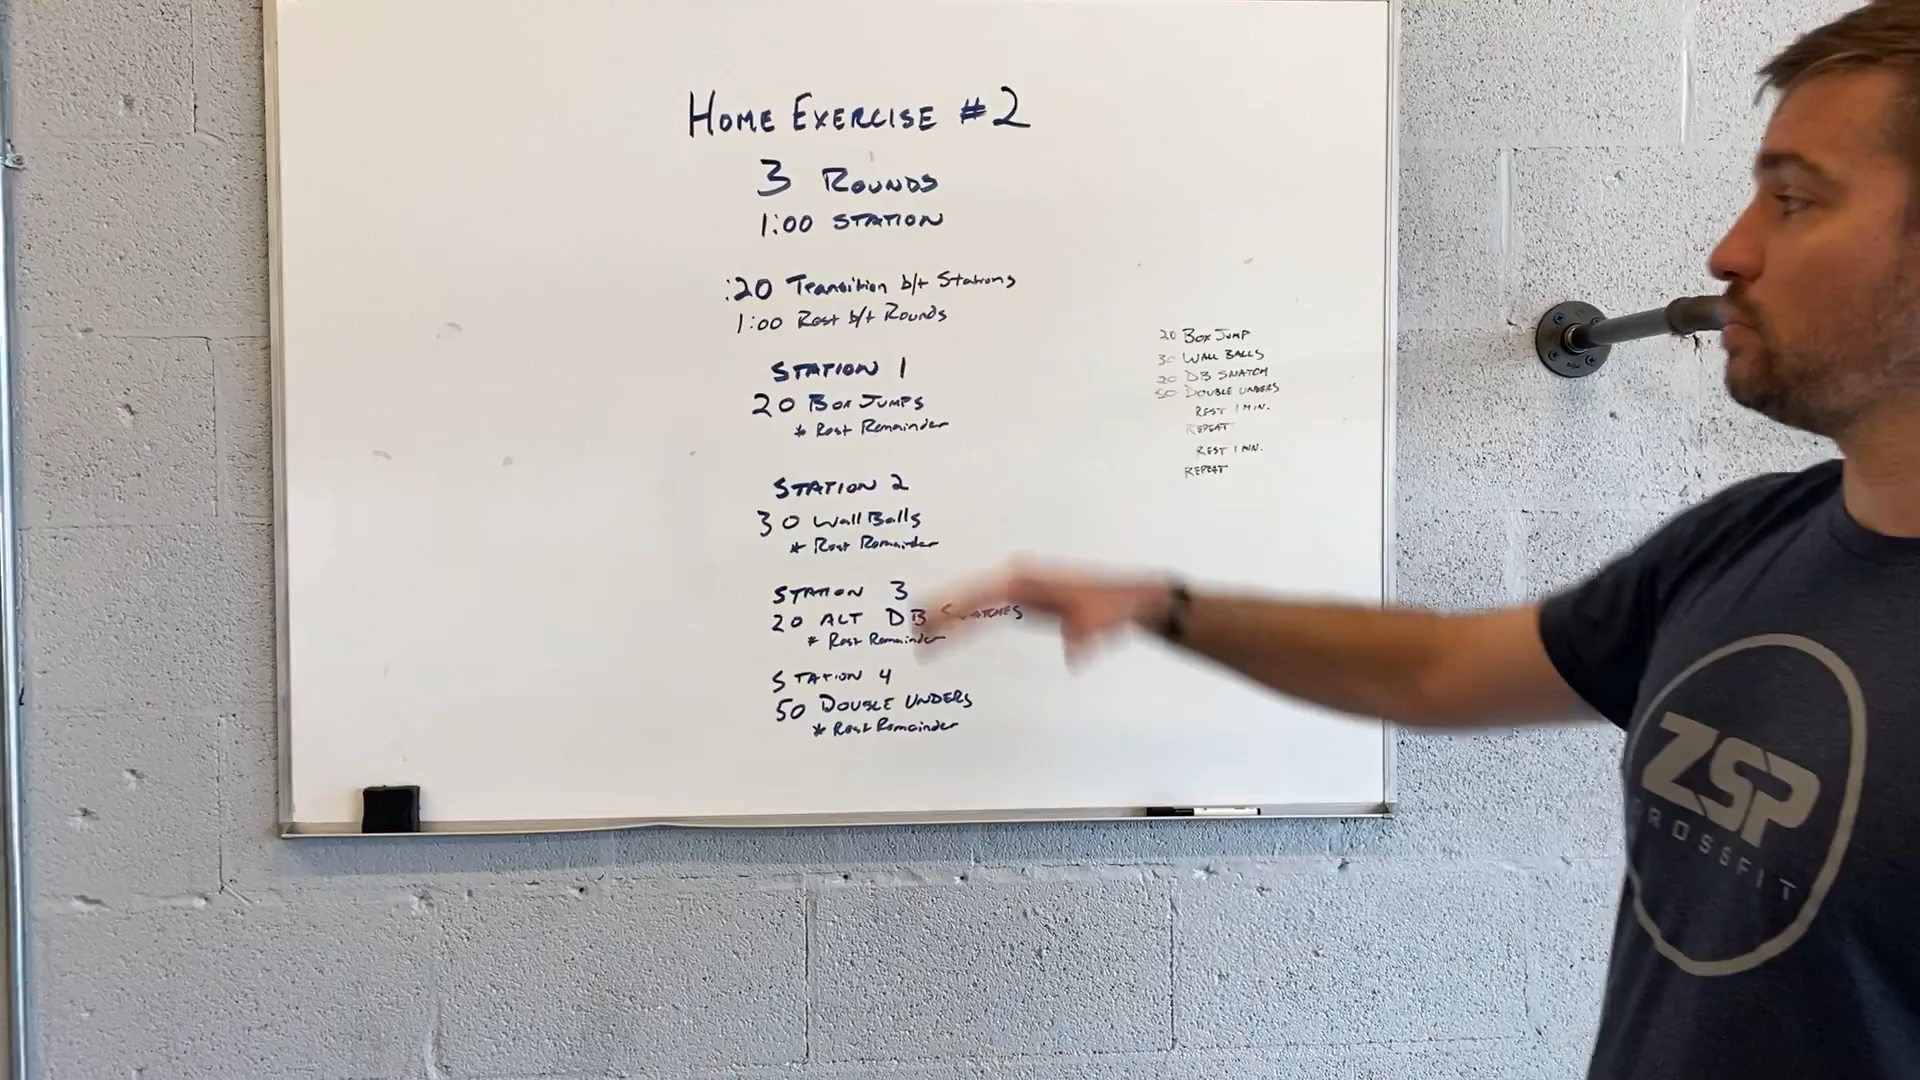 HOME EXERCISE #2
3 ROUNDS
1:00 STATION
:20 Transition b/t Stations
1:00 Rest b/t Rounds
STATION 1
20 BOX JUMPS
* Rest Remainder
STATION 2
30 Wall Balls
* Rest Remainder
STATION 3
20 ALT DB SNATCHES
* Rest Remainder
STATION 4
50 DOUBLE UNDERS
* Rest Remainder
20 BOX JUMP
30 WALL BALLS
20 DB SNATCH
50 DOUBLE UNDERS
REST 1 MIN.
REPEAT
REST 1 MIN.
REPEAT
ZSP
CROSSFIT